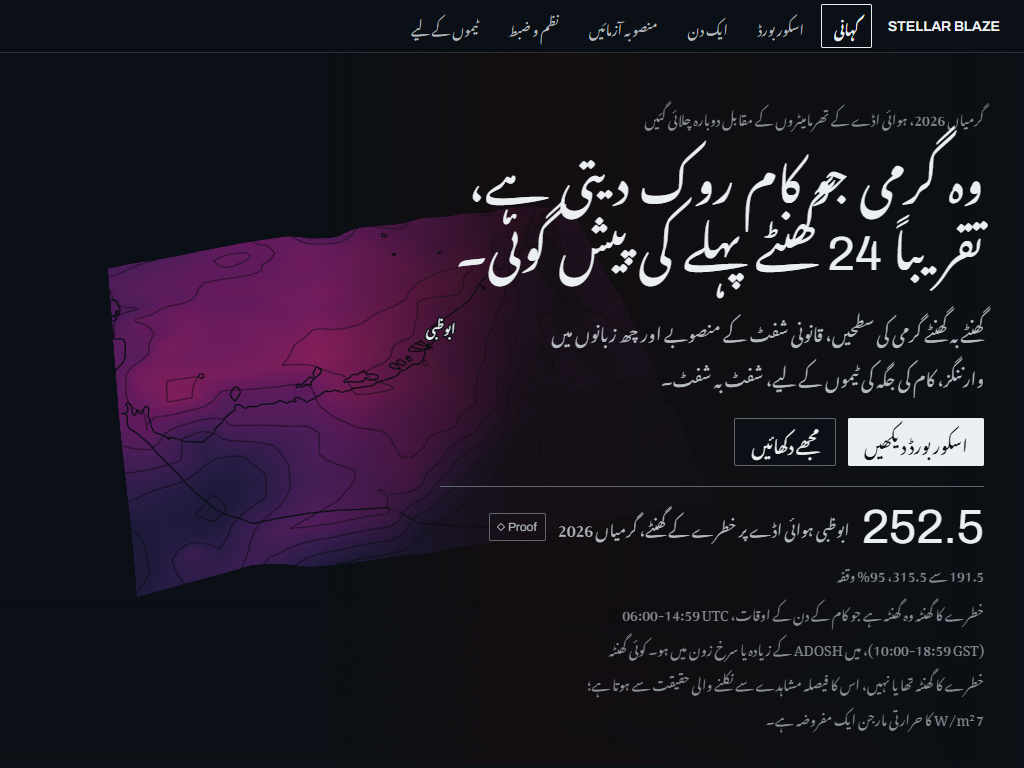 STELLAR BLAZE
کہانی
اسکور بورڈ
ایک دن
منصوبہ آزمائیں
نظم و ضبط
ٹیموں کے لیے
گرمیاں 2026، ہوائی اڈے کے تھرمامیٹروں کے مقابل دوبارہ چلائی گئیں
وہ گرمی جو کام روک دیتی ہے،
تقریباً 24 گھنٹے پہلے کی پیش گوئی۔
ابوظبی
گھنٹے بہ گھنٹے گرمی کی سطحیں، قانونی شفٹ کے منصوبے اور چھ زبانوں میں
وارننگز، کام کی جگہ کی ٹیموں کے لیے، شفٹ بہ شفٹ۔
اسکور بورڈ دیکھیں
مجھے دکھائیں
252.5 ابوظبی ہوائی اڈے پر خطرے کے گھنٹے، گرمیاں 2026 ◇ Proof
191.5 سے 315.5، 95% وقفہ
خطرے کا گھنٹہ وہ گھنٹہ ہے جو کام کے دن کے اوقات، 06:00-14:59 UTC
(10:00-18:59 GST)، میں ADOSH کے زیادہ یا سرخ زون میں ہو۔ کوئی گھنٹہ
خطرے کا گھنٹہ تھا یا نہیں، اس کا فیصلہ مشاہدے سے نکلنے والی حقیقت سے ہوتا ہے؛
7 W/m² کا حرارتی مارجن ایک مفروضہ ہے۔